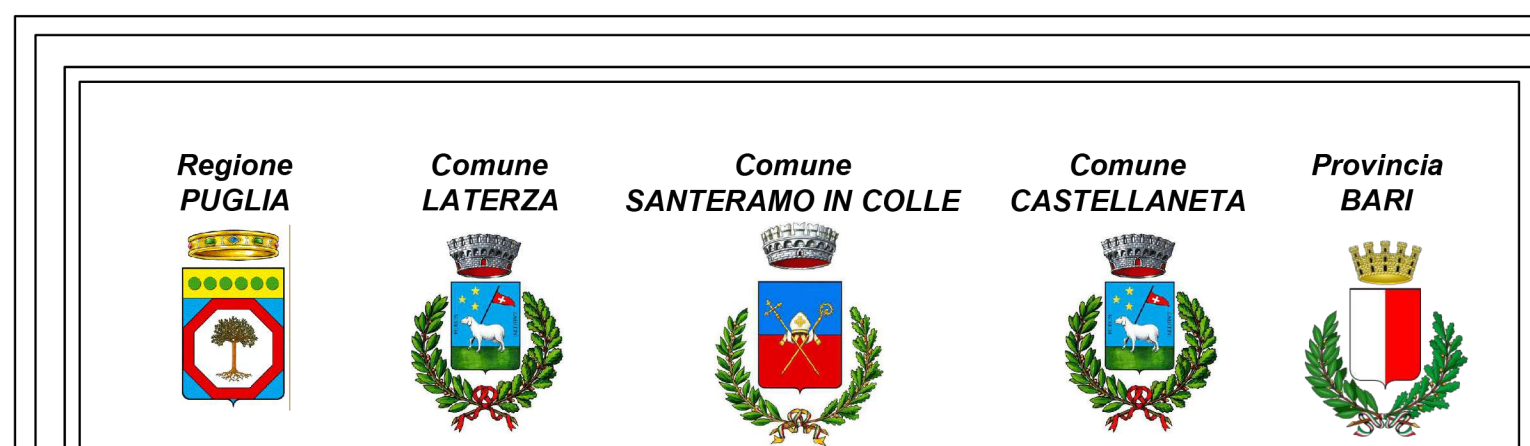 Regione
PUGLIA
Comune
LATERZA
Comune
SANTERAMO IN COLLE
Comune
CASTELLANETA
Provincia
BARI